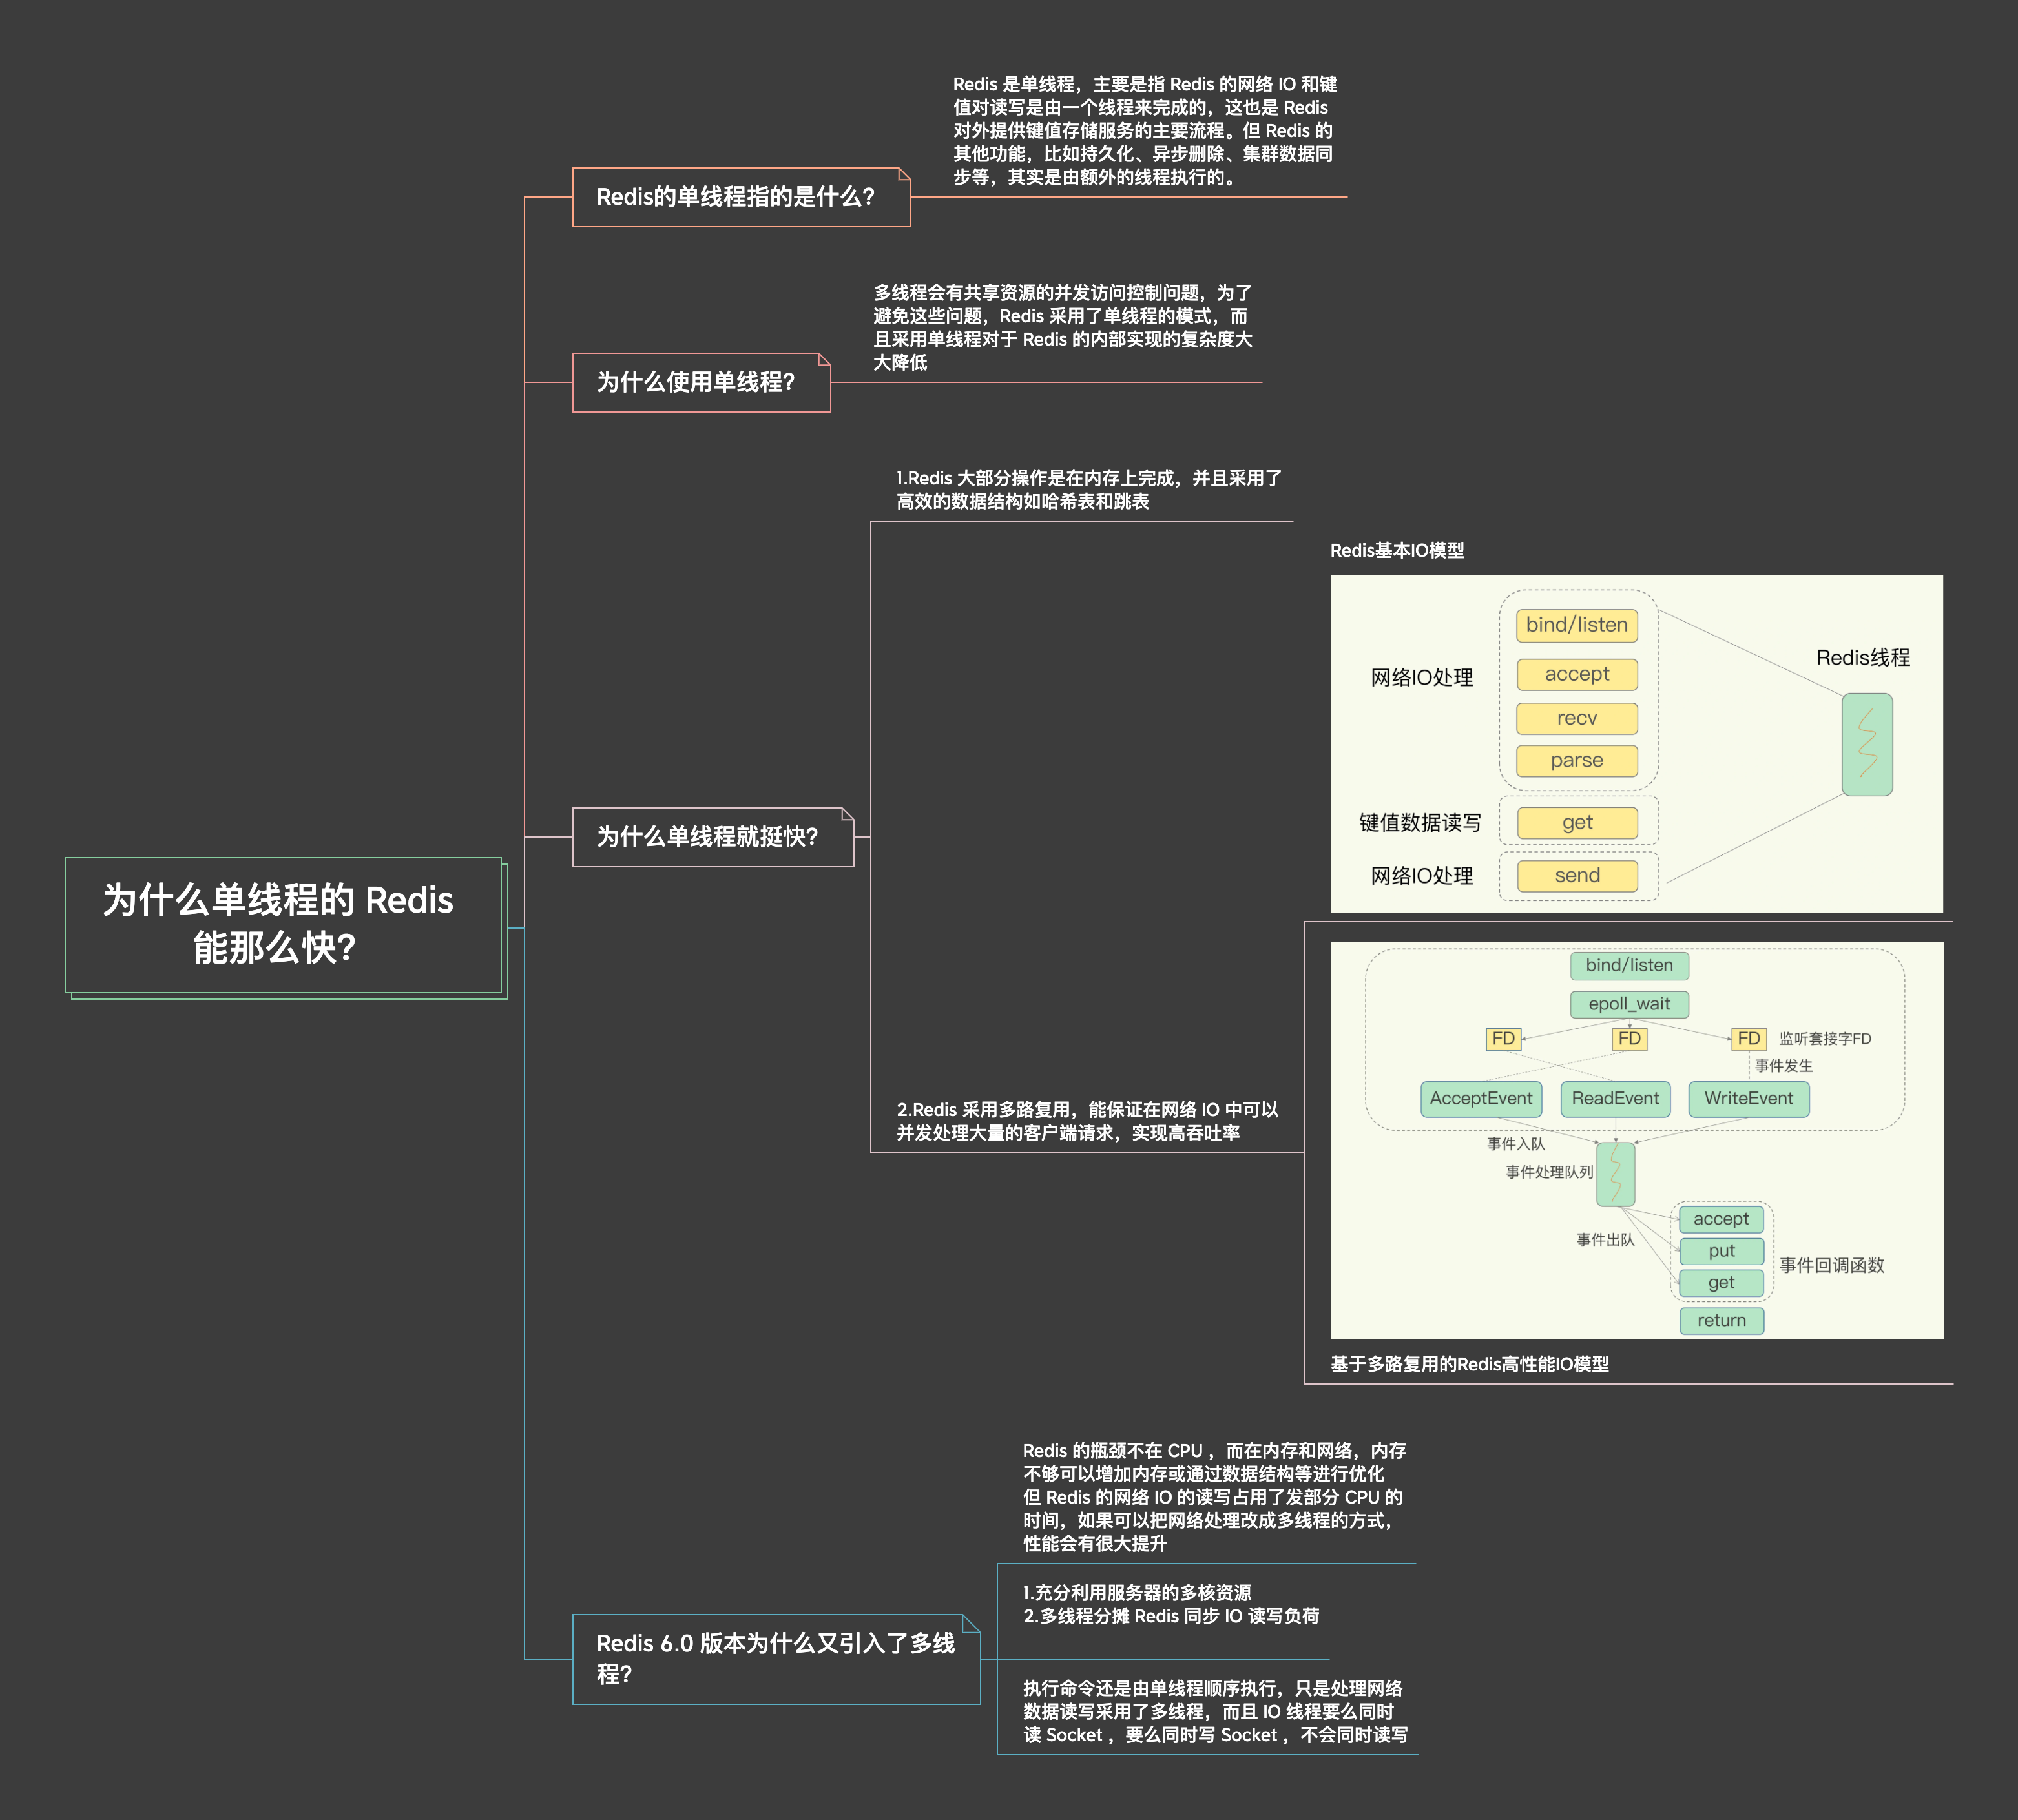 Redis 是单线程，主要是指 Redis 的网络 IO 和键
值对读写是由一个线程来完成的，这也是 Redis
对外提供键值存储服务的主要流程。但 Redis 的
其他功能，比如持久化、异步删除、集群数据同
步等，其实是由额外的线程执行的。
Redis的单线程指的是什么？
多线程会有共享资源的并发访问控制问题，为了
避免这些问题，Redis 采用了单线程的模式，而
且采用单线程对于 Redis 的内部实现的复杂度大
大降低
为什么使用单线程？
1.Redis 大部分操作是在内存上完成，并且采用了
高效的数据结构如哈希表和跳表
Redis基本IO模型
bind/listen
Redis线程
网络IO处理
accept
recv
parse
键值数据读写
get
网络IO处理
send
为什么单线程就挺快？
为什么单线程的 Redis
能那么快？
bind/listen
epoll_wait
FD
FD
FD
监听套接字FD
事件发生
AcceptEvent
ReadEvent
WriteEvent
2.Redis 采用多路复用，能保证在网络 IO 中可以
并发处理大量的客户端请求，实现高吞吐率
事件入队
事件处理队列
accept
事件出队
put
事件回调函数
get
return
基于多路复用的Redis高性能IO模型
Redis 的瓶颈不在 CPU ，而在内存和网络，内存
不够可以增加内存或通过数据结构等进行优化
但 Redis 的网络 IO 的读写占用了发部分 CPU 的
时间，如果可以把网络处理改成多线程的方式，
性能会有很大提升
1.充分利用服务器的多核资源
2.多线程分摊 Redis 同步 IO 读写负荷
Redis 6.0 版本为什么又引入了多线
程？
执行命令还是由单线程顺序执行，只是处理网络
数据读写采用了多线程，而且 IO 线程要么同时
读 Socket ，要么同时写 Socket ，不会同时读写